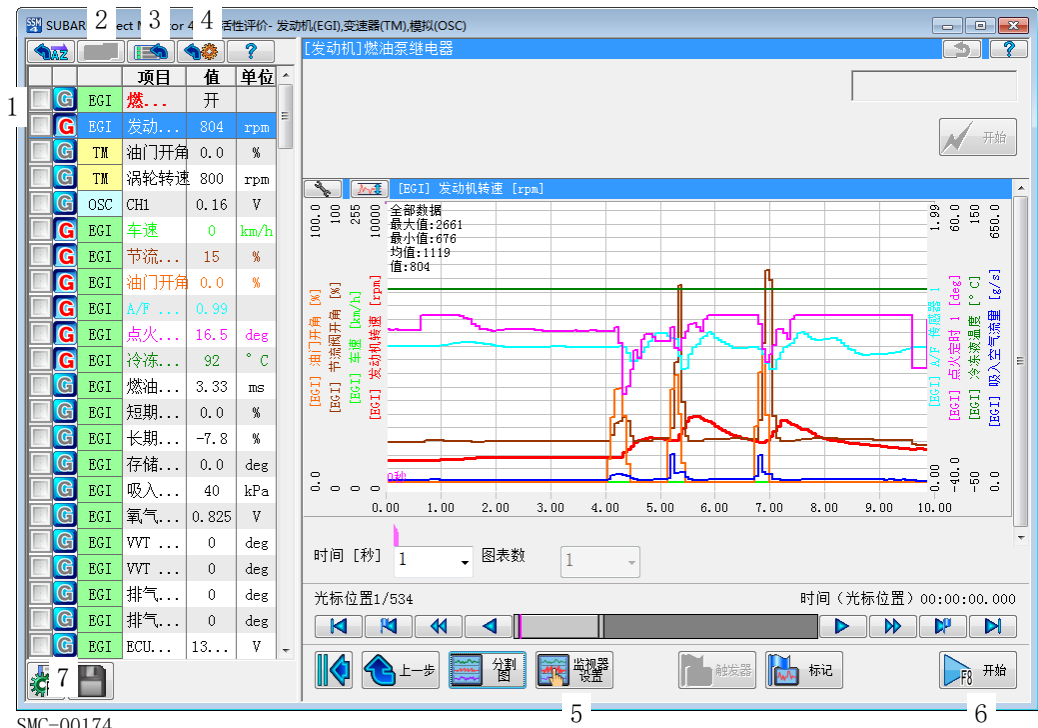 SUBAR
ect M
tor 4
活性评价- 发动机(EGI),变速器(TM),模拟(OSC)
2 3 4
AZ ?
[发动机]燃油泵继电器 ?
项目 值 单位
1
G EGI 燃... 开
G EGI 发动... 804 rpm
G TM 油门开角 0.0 %
G TM 涡轮转速 800 rpm
G OSC CH1 0.16 V
G EGI 车速 0 km/h
G EGI 节流... 15 %
G EGI 油门开角 0.0 %
G EGI A/F ... 0.99
G EGI 点火... 16.5 deg
G EGI 冷冻... 92 °C
G EGI 燃油... 3.33 ms
G EGI 短期... 0.0 %
G EGI 长期... -7.8 %
G EGI 存储... 0.0 deg
G EGI 吸入... 40 kPa
G EGI 氧气... 0.825 V
G EGI VVT ... 0 deg
G EGI VVT ... 0 deg
G EGI 排气... 0 deg
G EGI 排气... 0 deg
G EGI ECU... 13... V
7
开始
[EGI] 发动机转速 [rpm]
100.0 100 255 10000
全部数据
最大值:2661
最小值:676
均值:1119
值:804
1.99 60.0 150 650.0
[EGI] 油门开角 [%]
[EGI] 节流阀开角 [%]
[EGI] 车速 [km/h]
[EGI] 发动机转速 [rpm]
[EGI] A/F 传感器 1
[EGI] 点火定时 1 [deg]
[EGI] 冷冻液温度 [°C]
[EGI] 吸入空气流量 [g/s]
0秒
0.0 0 0 0
0.00 -40.0 -50 0.0
0.00 1.00 2.00 3.00 4.00 5.00 6.00 7.00 8.00 9.00 10.00
时间 [秒] 1 图表数 1
光标位置1/534 时间（光标位置）00:00:00.000
上一步 分割图 监视器设置 触发器 标记 F8 开始
5 6
SMC-00174